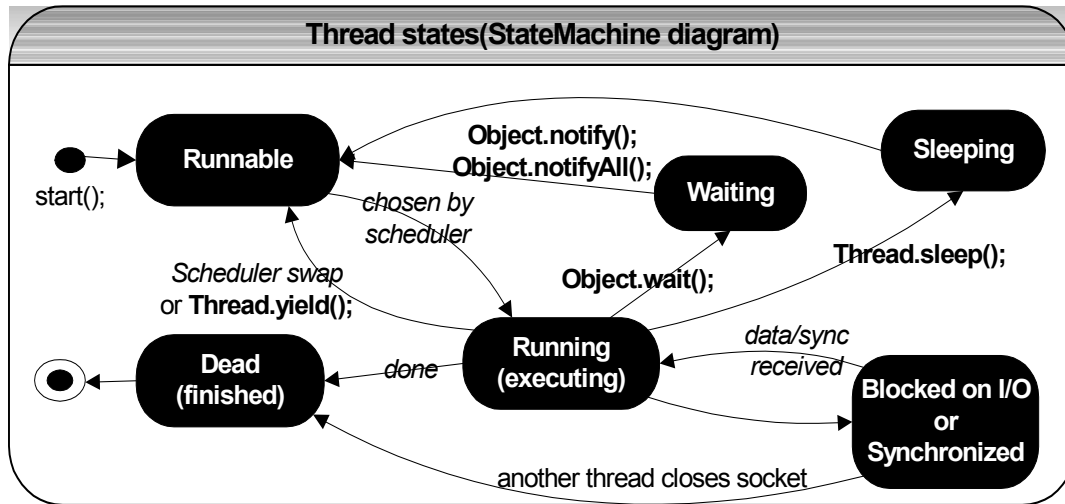 Thread states(StateMachine diagram)
Runnable
start();
Object.notify();
Object.notifyAll();
Waiting
Sleeping
chosen by
scheduler
Scheduler swap
or Thread.yield();
Object.wait();
Thread.sleep();
Dead
(finished)
done
Running
(executing)
data/sync
received
Blocked on I/O
or
Synchronized
another thread closes socket